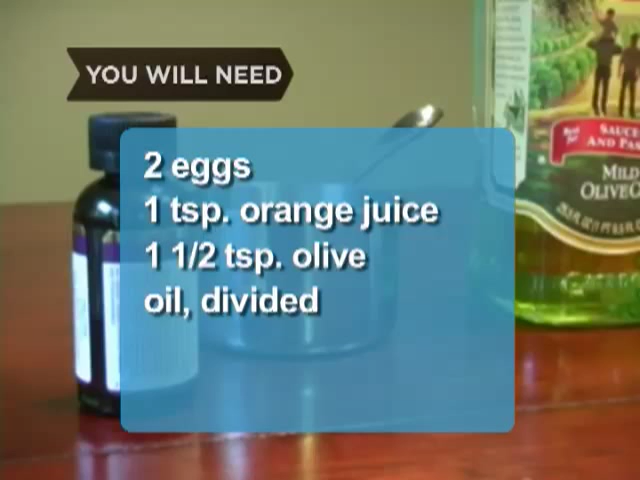 YOU WILL NEED
2 eggs
1 tsp. orange juice
1 1/2 tsp. olive
oil, divided
SAUCE
AND PAS
MILD
OLIVE O